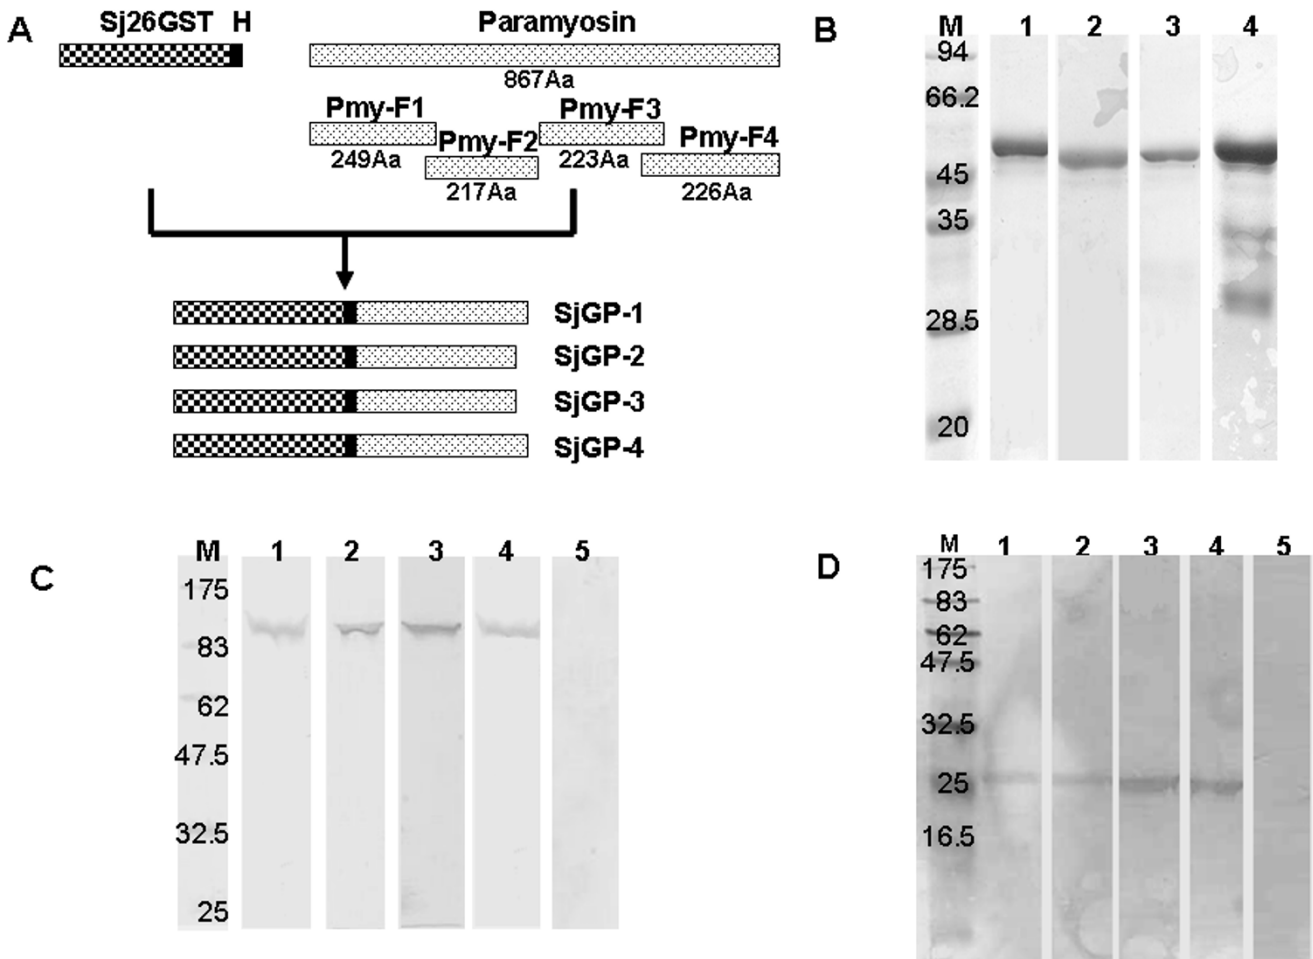 A
Sj26GST H
Paramyosin
867Aa
Pmy-F1
Pmy-F2
Pmy-F3
Pmy-F4
249Aa
217Aa
223Aa
226Aa
SjGP-1
SjGP-2
SjGP-3
SjGP-4
B
M 1 2 3 4
94
66.2
45
35
28.5
20
C
M 1 2 3 4 5
175
83
62
47.5
32.5
25
D
M 1 2 3 4 5
175
83
62
47.5
32.5
25
16.5